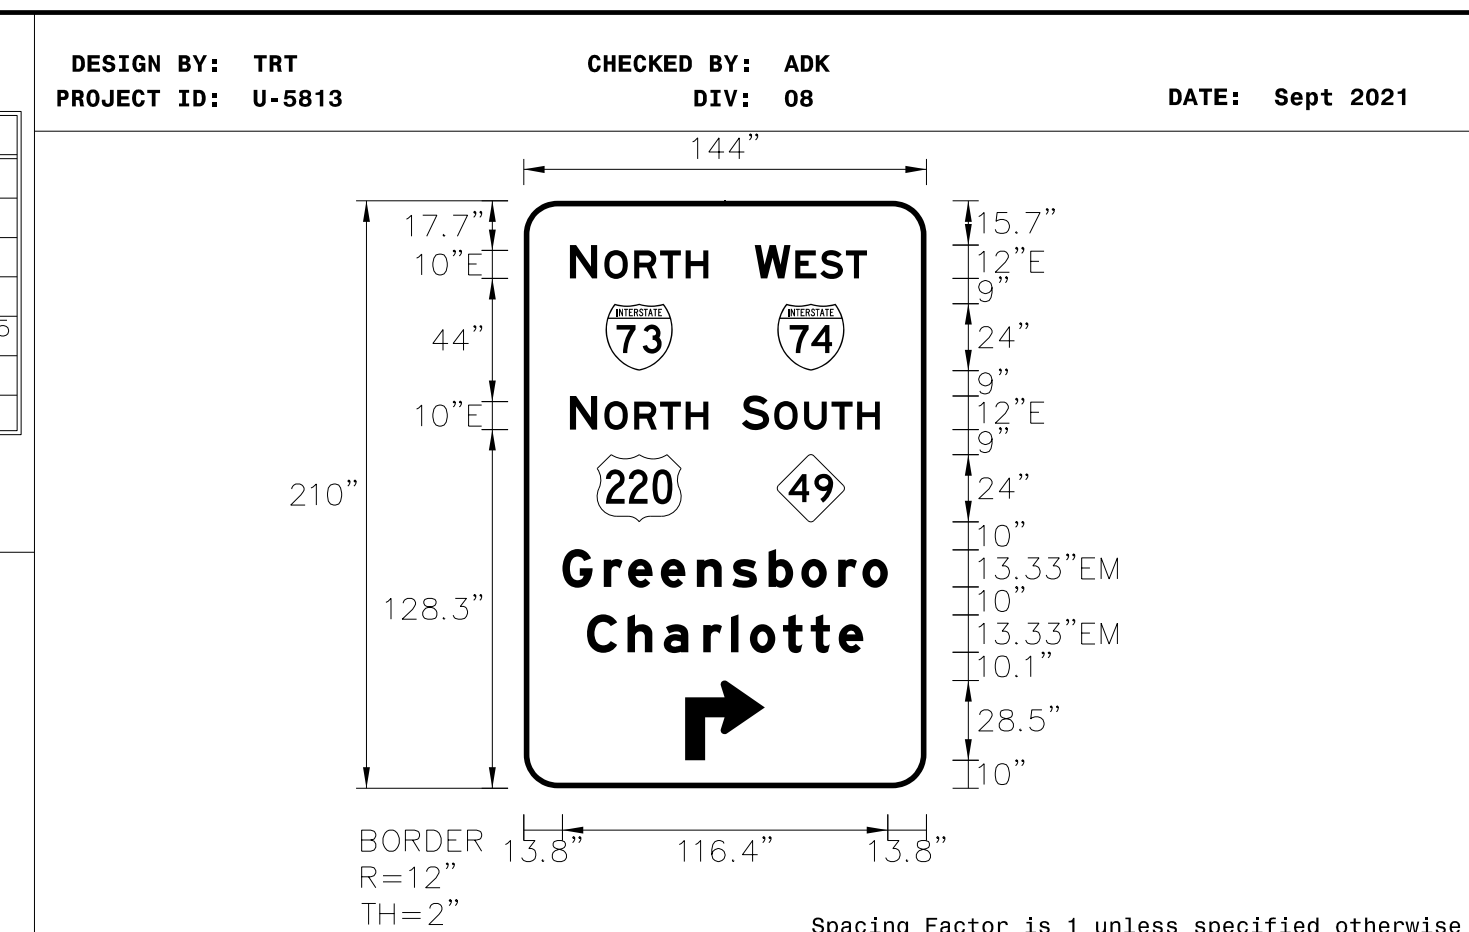 DESIGN BY: TRT CHECKED BY: ADK
PROJECT ID: U-5813 DIV: 08 DATE: Sept 2021
144”
17.7”
10”E
44”
10”E
210”
128.3”
NORTH WEST
INTERSTATE INTERSTATE
73 74
NORTH SOUTH
220 49
Greensboro
Charlotte
15.7”
12”E
9”
24”
9”
12”E
9”
24”
10”
13.33”EM
10”
13.33”EM
10.1”
28.5”
10”
13.8” 116.4” 13.8”
BORDER
R=12”
TH=2”
Spacing Factor is 1 unless specified otherwise